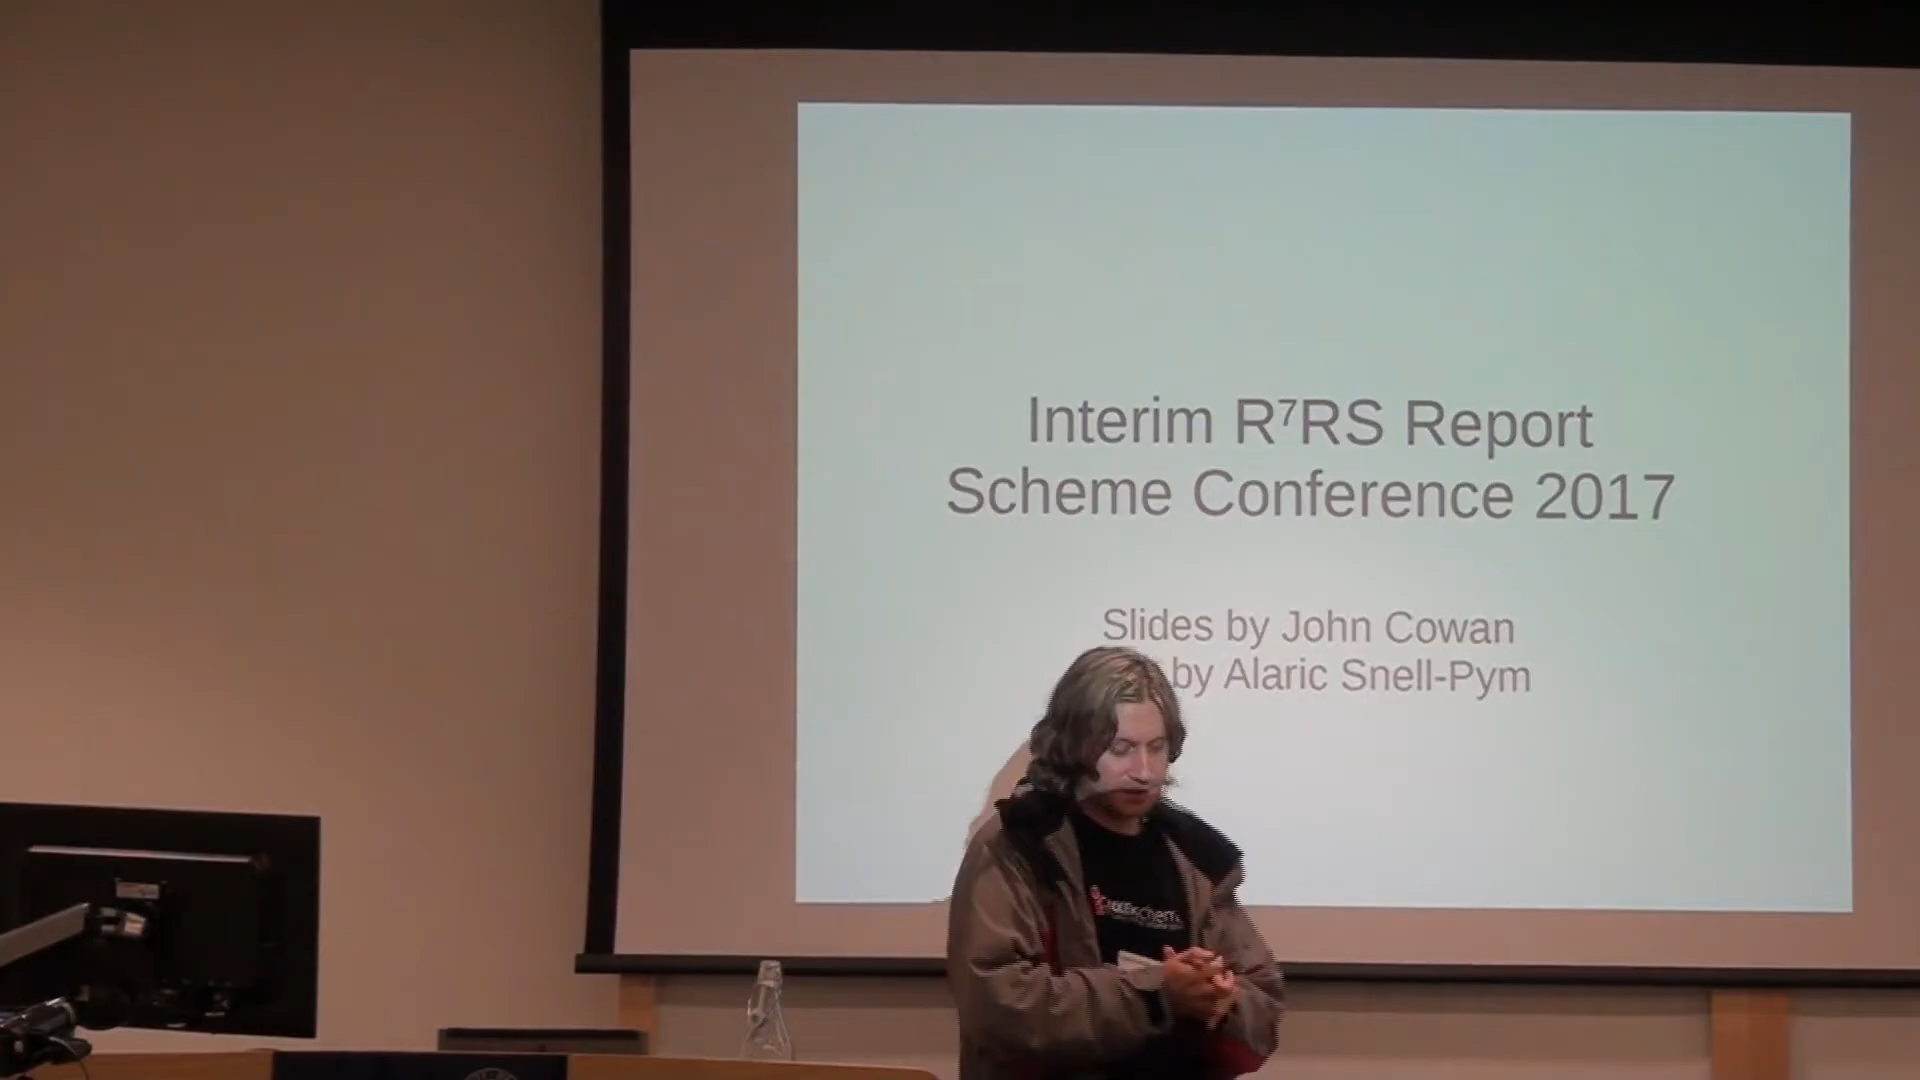 Interim R⁷RS Report
Scheme Conference 2017
Slides by John Cowan
by Alaric Snell-Pym